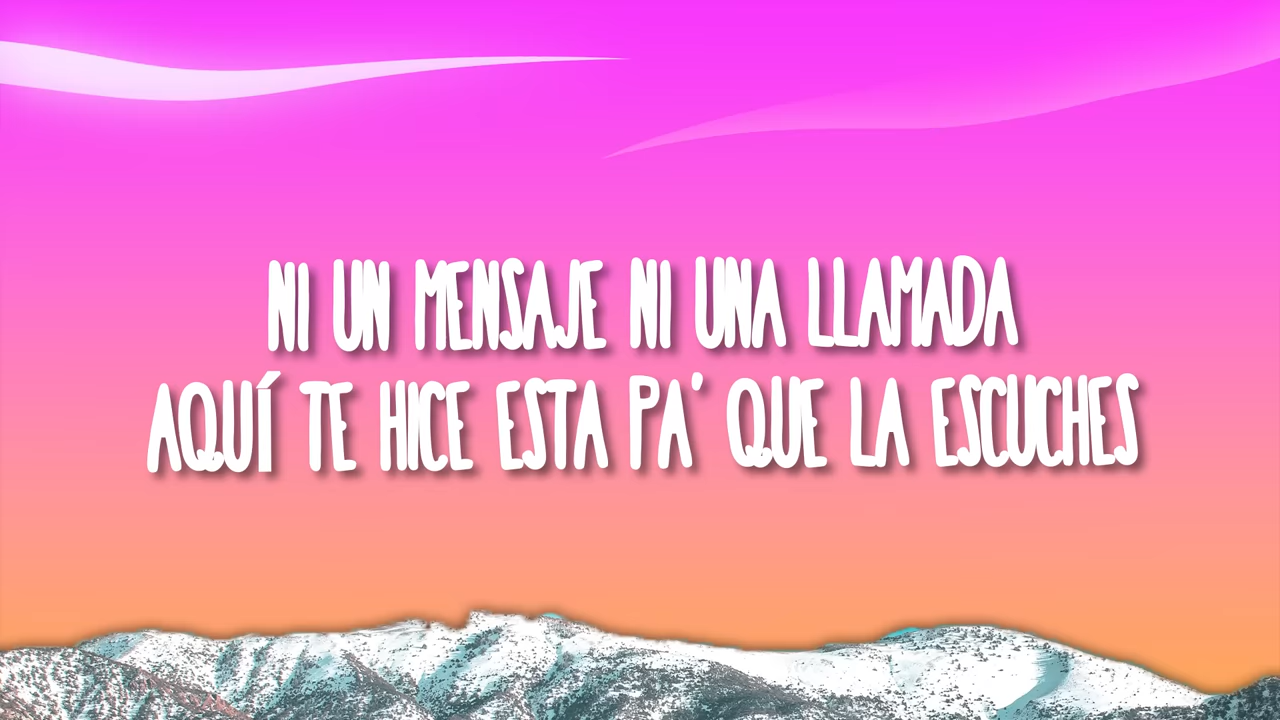 NI UN MENSAJE NI UNA LLAMADA
AQUÍ TE HICE ESTA PA' QUE LA ESCUCHES